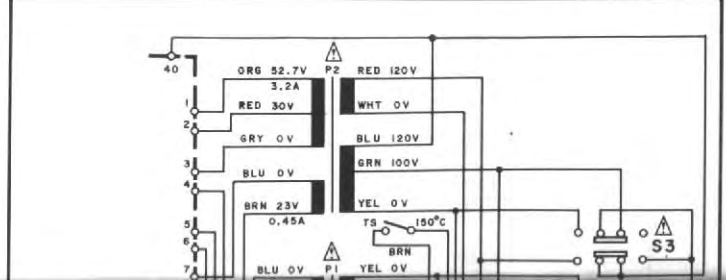 40
ORG 52.7V
3.2A
P2
RED 120V
1
RED 30V
WHT 0V
2
GRY 0V
BLU 120V
3
GRN 100V
BLU 0V
4
BRN 23V
0.45A
YEL 0V
TS
150°C
5
S3
6
BRN
7
BLU 0V
P1
YEL 0V